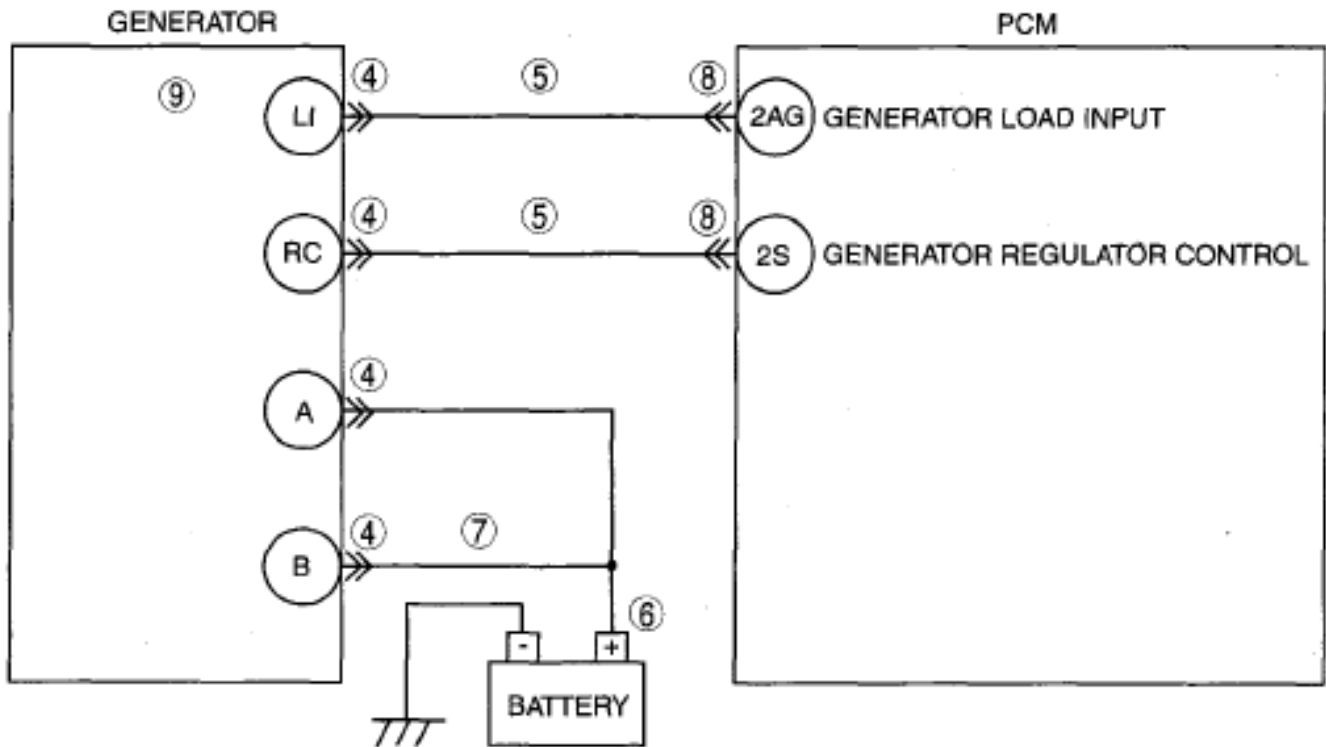 GENERATOR
PCM
⑨
LI
④
⑤
⑧
2AG
GENERATOR LOAD INPUT
RC
④
⑤
⑧
2S
GENERATOR REGULATOR CONTROL
A
④
B
④
⑦
⑥
-
+
BATTERY